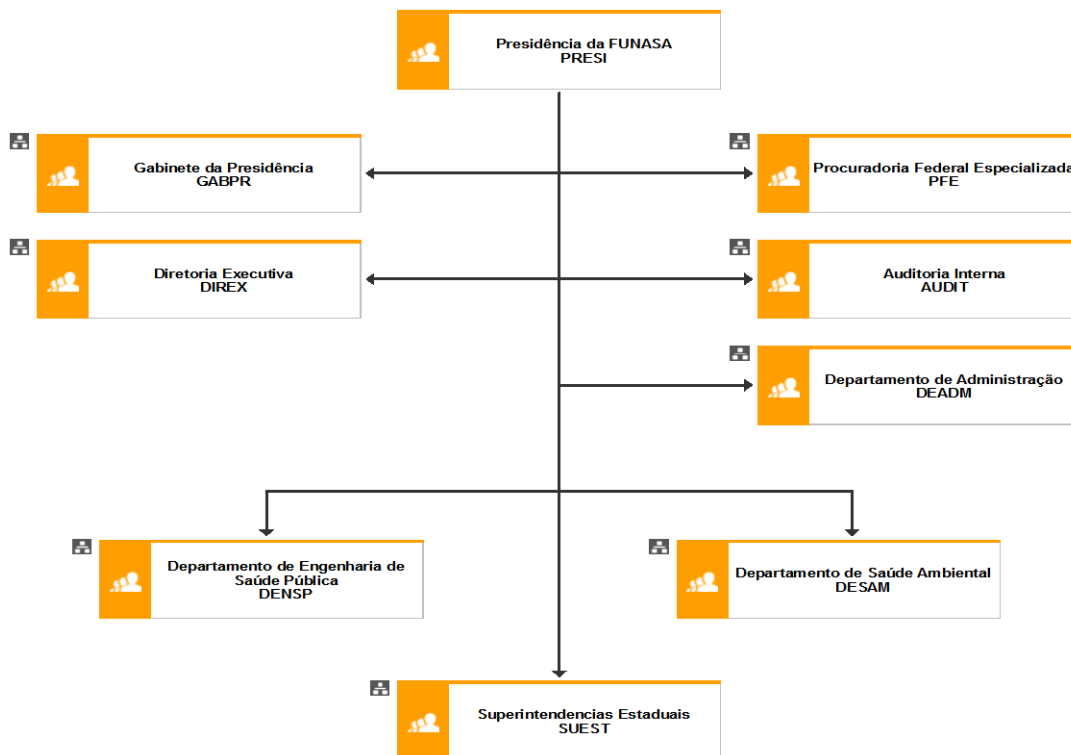 Presidência da FUNASA
PRESI
Gabinete da Presidência
GABPR
Procuradoria Federal Especializada
PFE
Diretoria Executiva
DIREX
Auditoria Interna
AUDIT
Departamento de Administração
DEADM
Departamento de Engenharia de
Saúde Pública
DENSP
Departamento de Saúde Ambiental
DESAM
Superintendencias Estaduais
SUEST